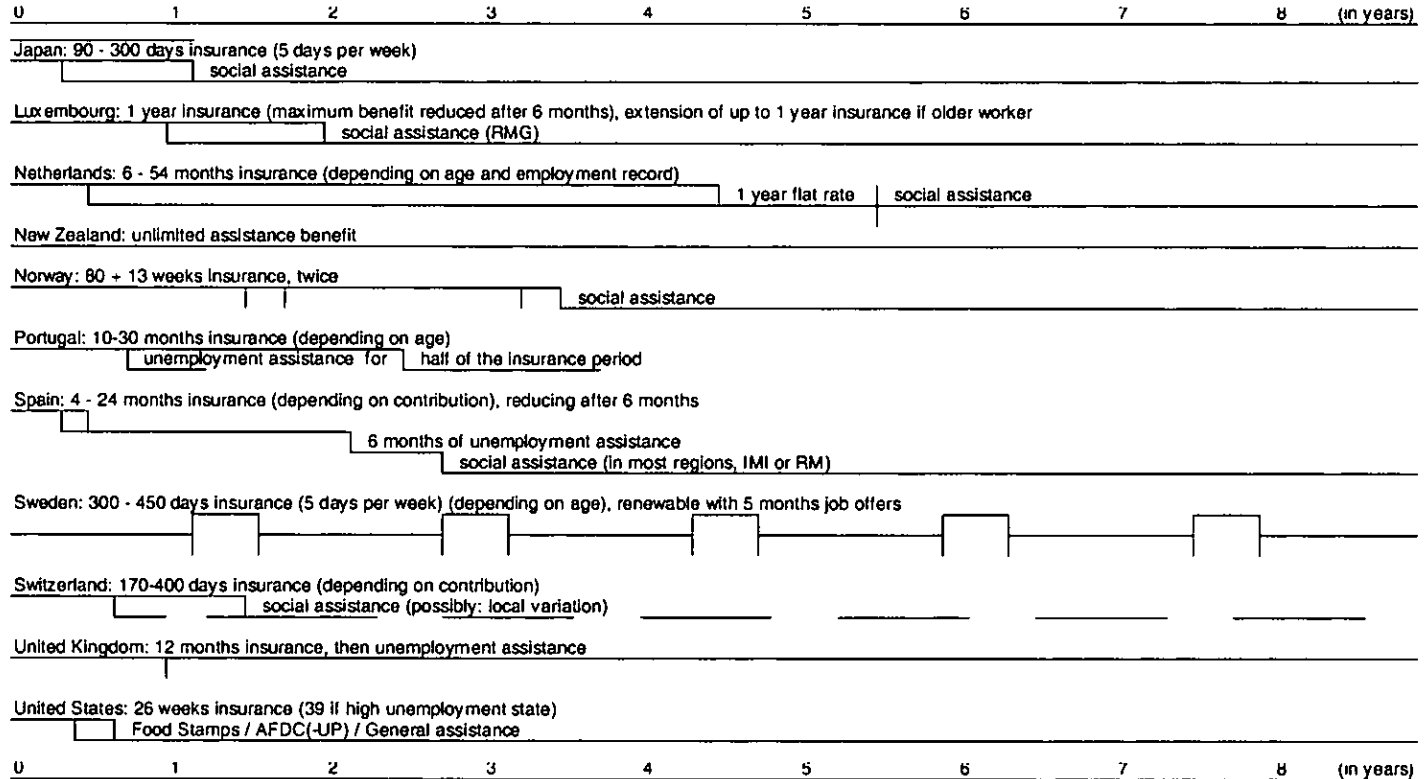 0 1 2 3 4 5 6 7 8 (in years)
Japan: 90 - 300 days insurance (5 days per week)
social assistance
Luxembourg: 1 year insurance (maximum benefit reduced after 6 months), extension of up to 1 year insurance if older worker
social assistance (RMG)
Netherlands: 6 - 54 months insurance (depending on age and employment record)
1 year flat rate social assistance
New Zealand: unlimited assistance benefit
Norway: 80 + 13 weeks insurance, twice
social assistance
Portugal: 10-30 months insurance (depending on age)
unemployment assistance for half of the insurance period
Spain: 4 - 24 months insurance (depending on contribution), reducing after 6 months
6 months of unemployment assistance
social assistance (in most regions, IMI or RM)
Sweden: 300 - 450 days insurance (5 days per week) (depending on age), renewable with 5 months job offers
Switzerland: 170-400 days insurance (depending on contribution)
social assistance (possibly: local variation)
United Kingdom: 12 months insurance, then unemployment assistance
United States: 26 weeks insurance (39 if high unemployment state)
Food Stamps / AFDC(-UP) / General assistance
0 1 2 3 4 5 6 7 8 (in years)